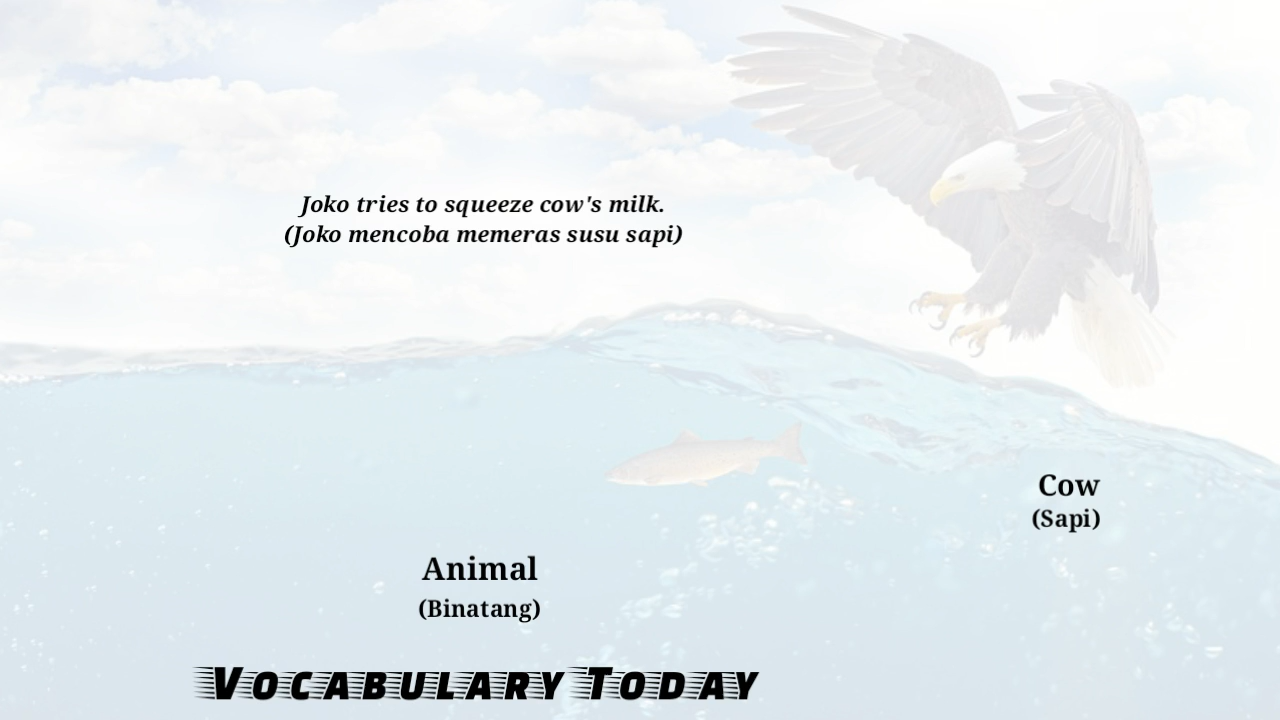 Joko tries to squeeze cow's milk.
(Joko mencoba memeras susu sapi)
Cow
(Sapi)
Animal
(Binatang)
Vocabulary Today